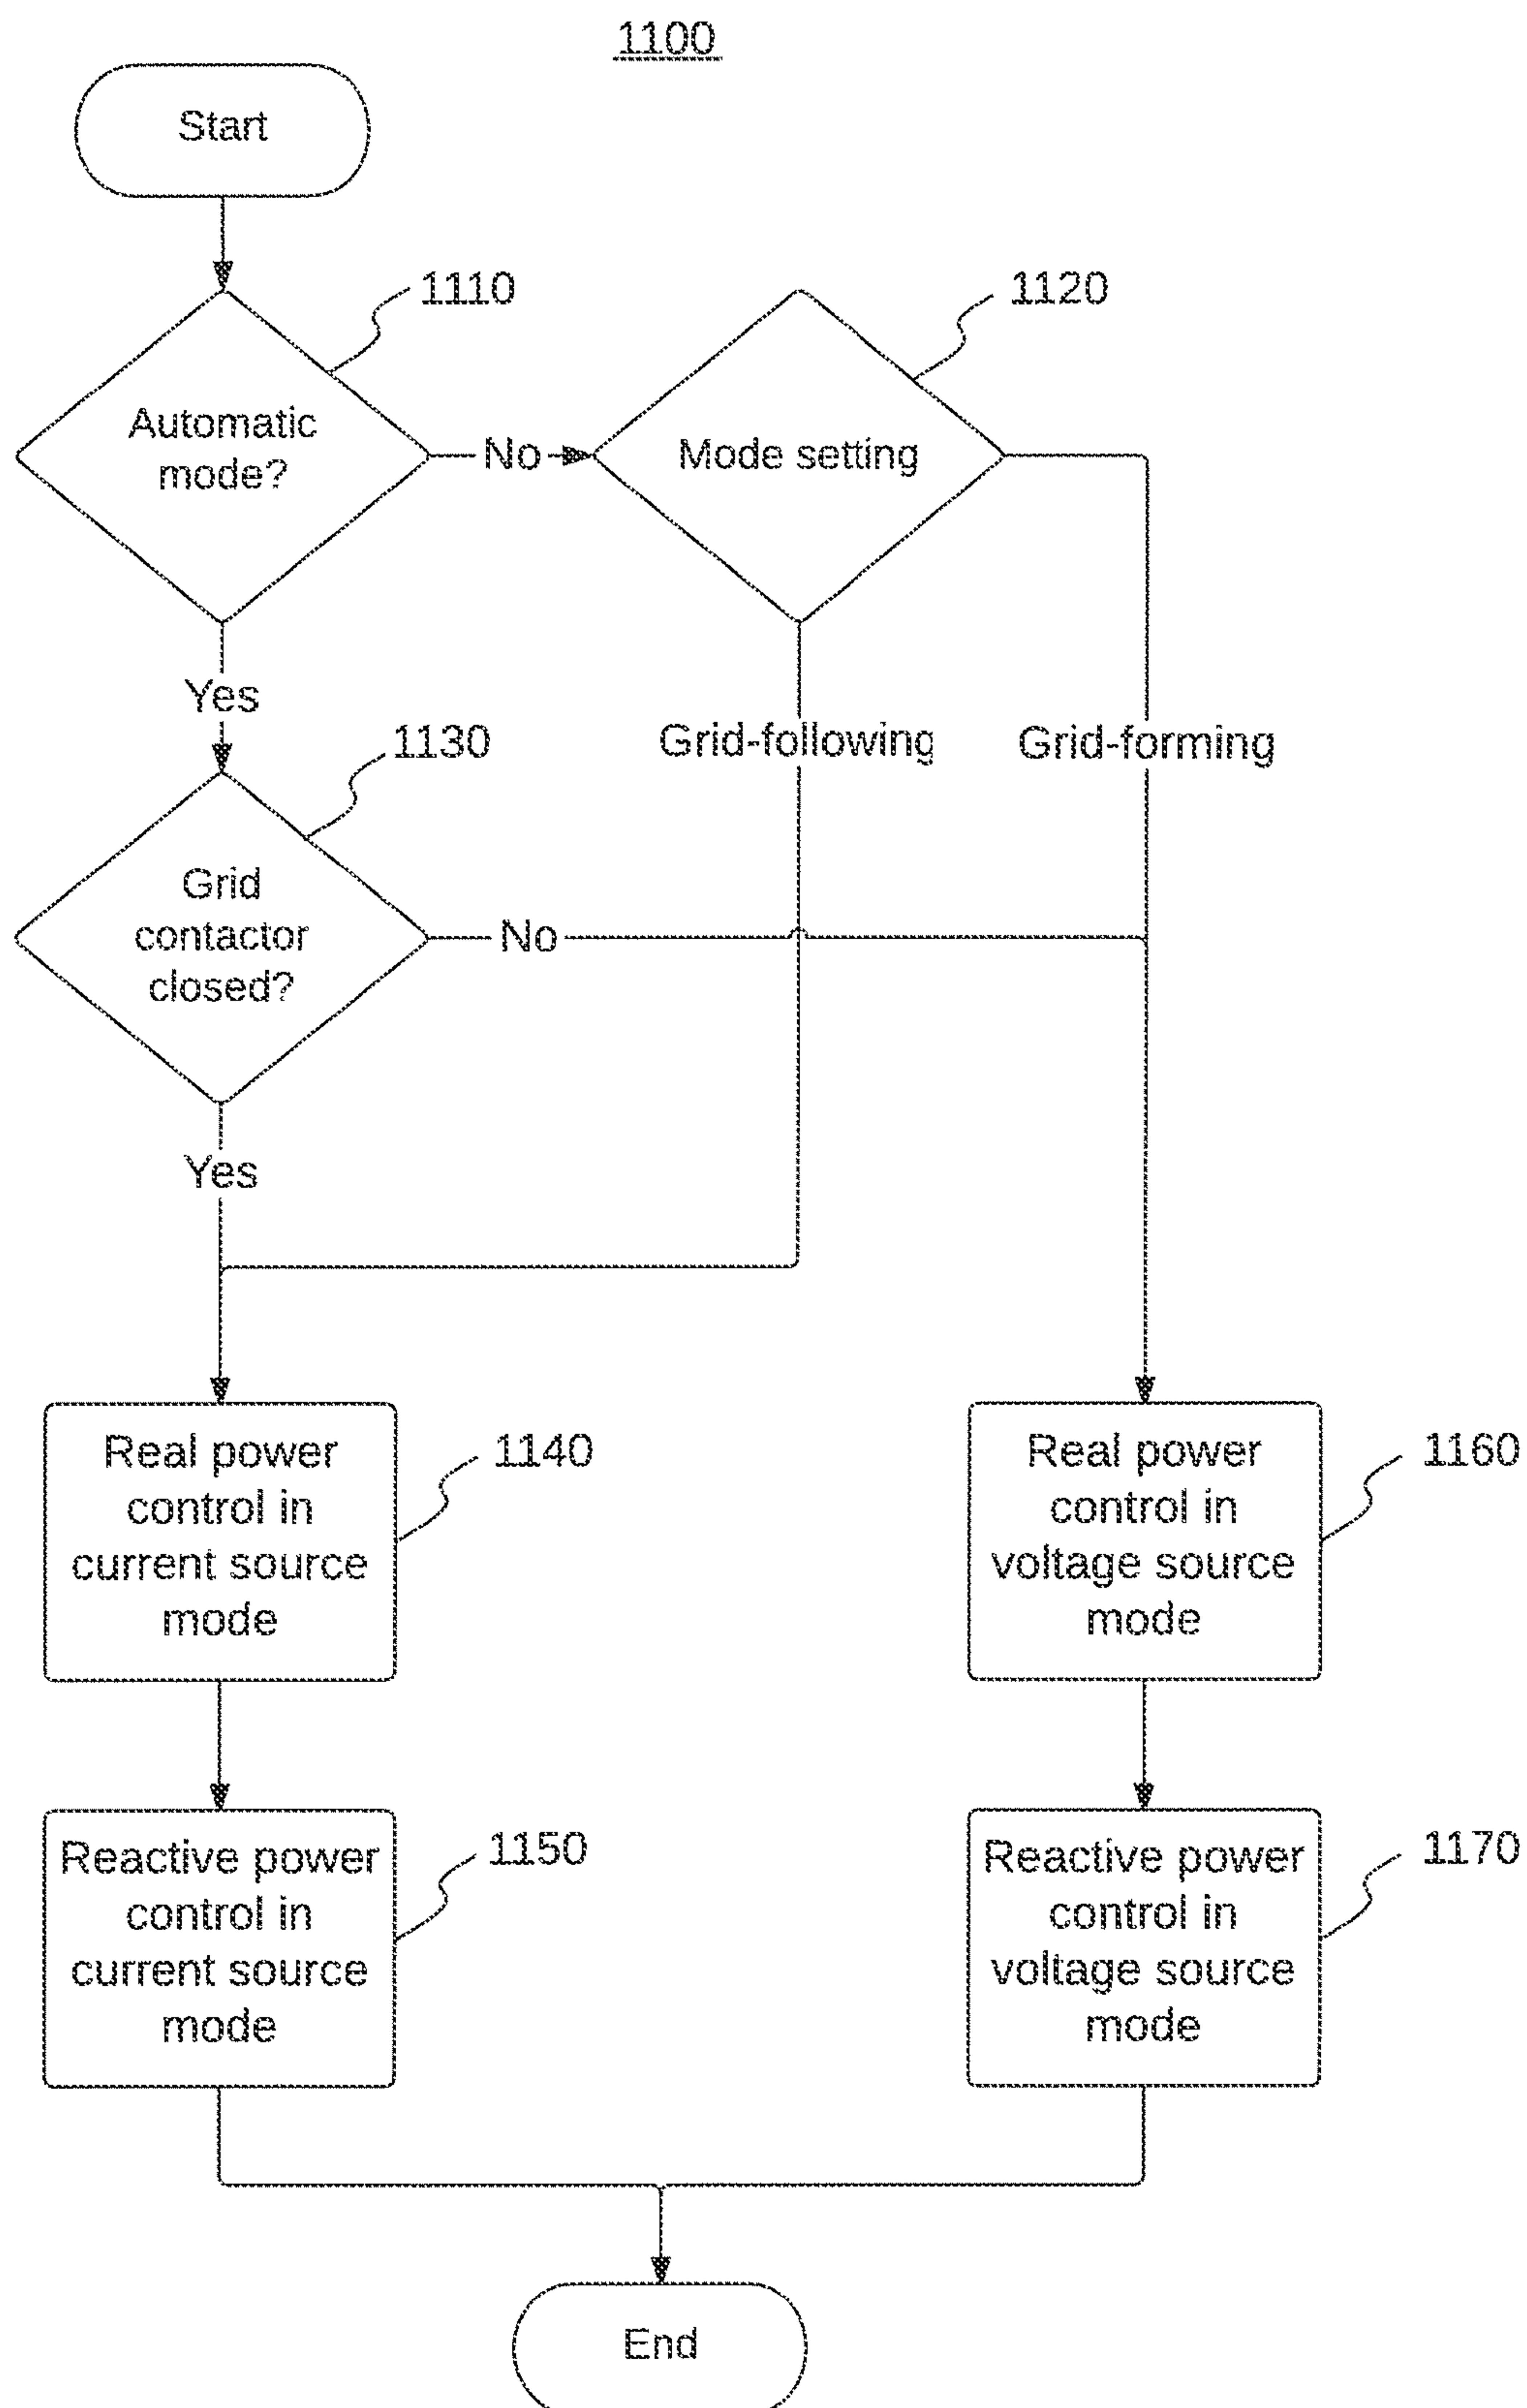 1100
Start
1110
1120
Automatic
mode?
No
Mode setting
Yes
1130
Grid-following
Grid-forming
Grid
contactor
closed?
No
Yes
Real power
control in
current source
mode
1140
Real power
control in
voltage source
mode
1160
Reactive power
control in
current source
mode
1150
Reactive power
control in
voltage source
mode
1170
End